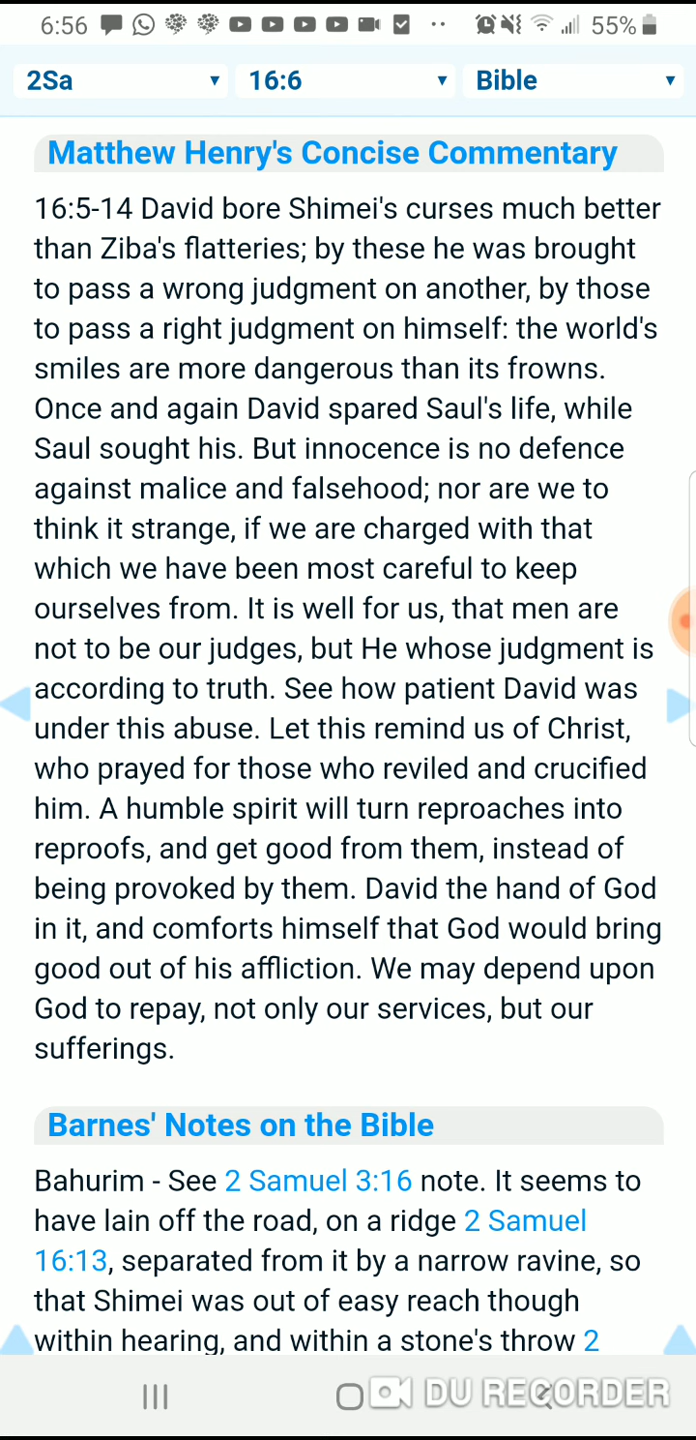 6:56 55%
2Sa 16:6 Bible
Matthew Henry's Concise Commentary
16:5-14 David bore Shimei's curses much better
than Ziba's flatteries; by these he was brought
to pass a wrong judgment on another, by those
to pass a right judgment on himself: the world's
smiles are more dangerous than its frowns.
Once and again David spared Saul's life, while
Saul sought his. But innocence is no defence
against malice and falsehood; nor are we to
think it strange, if we are charged with that
which we have been most careful to keep
ourselves from. It is well for us, that men are
not to be our judges, but He whose judgment is
according to truth. See how patient David was
under this abuse. Let this remind us of Christ,
who prayed for those who reviled and crucified
him. A humble spirit will turn reproaches into
reproofs, and get good from them, instead of
being provoked by them. David the hand of God
in it, and comforts himself that God would bring
good out of his affliction. We may depend upon
God to repay, not only our services, but our
sufferings.
Barnes' Notes on the Bible
Bahurim - See 2 Samuel 3:16 note. It seems to
have lain off the road, on a ridge 2 Samuel
16:13, separated from it by a narrow ravine, so
that Shimei was out of easy reach though
within hearing, and within a stone's throw 2
DU RECORDER